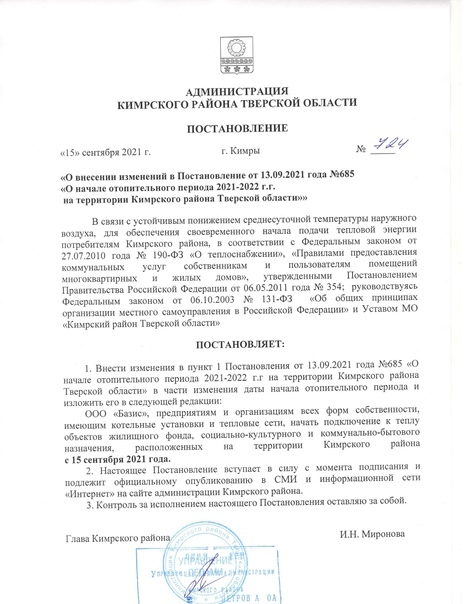 АДМИНИСТРАЦИЯ
КИМРСКОГО РАЙОНА ТВЕРСКОЙ ОБЛАСТИ
ПОСТАНОВЛЕНИЕ
«15» сентября 2021 г. г. Кимры № 724
«О внесении изменений в Постановление от 13.09.2021 года №685
«О начале отопительного периода 2021-2022 г.г.
на территории Кимрского района Тверской области»»
В связи с устойчивым понижением среднесуточной температуры наружного
воздуха, для обеспечения своевременного начала подачи тепловой энергии
потребителям Кимрского района, в соответствии с Федеральным законом от
27.07.2010 года № 190-ФЗ «О теплоснабжении», «Правилами предоставления
коммунальных услуг собственникам и пользователям помещений
многоквартирных и жилых домов», утвержденными Постановлением
Правительства Российской Федерации от 06.05.2011 года № 354; руководствуясь
Федеральным законом от 06.10.2003 № 131-ФЗ «Об общих принципах
организации местного самоуправления в Российской Федерации» и Уставом МО
«Кимрский район Тверской области»
ПОСТАНОВЛЯЕТ:
1. Внести изменения в пункт 1 Постановления от 13.09.2021 года №685 «О
начале отопительного периода 2021-2022 г.г на территории Кимрского района
Тверской области» в части изменения даты начала отопительного периода и
изложить его в следующей редакции:
ООО «Базис», предприятиям и организациям всех форм собственности,
имеющим котельные установки и тепловые сети, начать подключение к теплу
объектов жилищного фонда, социально-культурного и коммунально-бытового
назначения, расположенных на территории Кимрского района
с 15 сентября 2021 года.
2. Настоящее Постановление вступает в силу с момента подписания и
подлежит официальному опубликованию в СМИ и информационной сети
«Интернет» на сайте администрации Кимрского района.
3. Контроль за исполнением настоящего Постановления оставляю за собой.
Глава Кимрского района И.Н. Миронова
УПРАВЛЕНИЕ